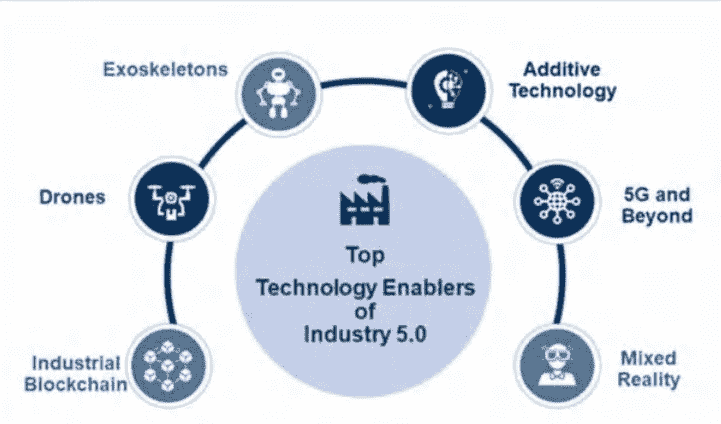 Exoskeletons
Additive
Technology
Drones
5G and
Beyond
Top
Technology Enablers
of
Industry 5.0
Industrial
Blockchain
Mixed
Reality